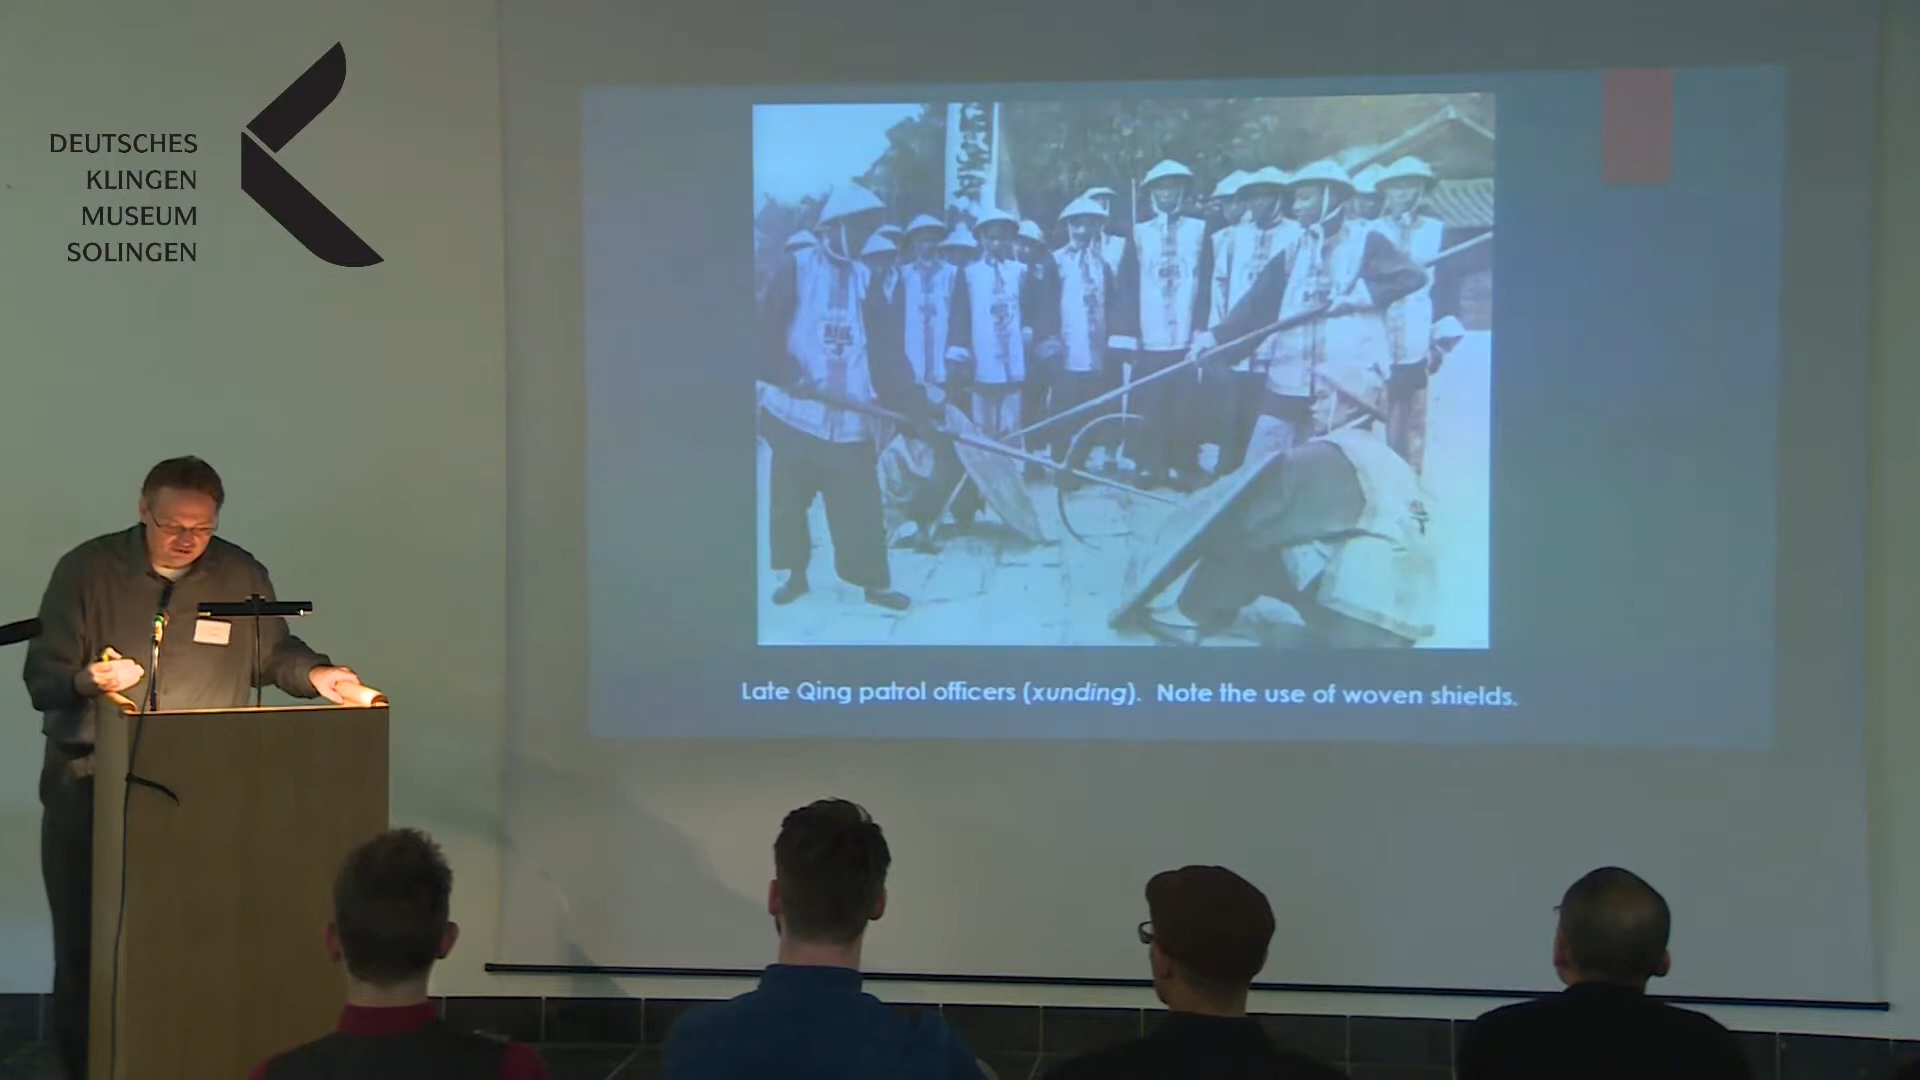 DEUTSCHES
KLINGEN
MUSEUM
SOLINGEN
Late Qing patrol officers (xunding). Note the use of woven shields.